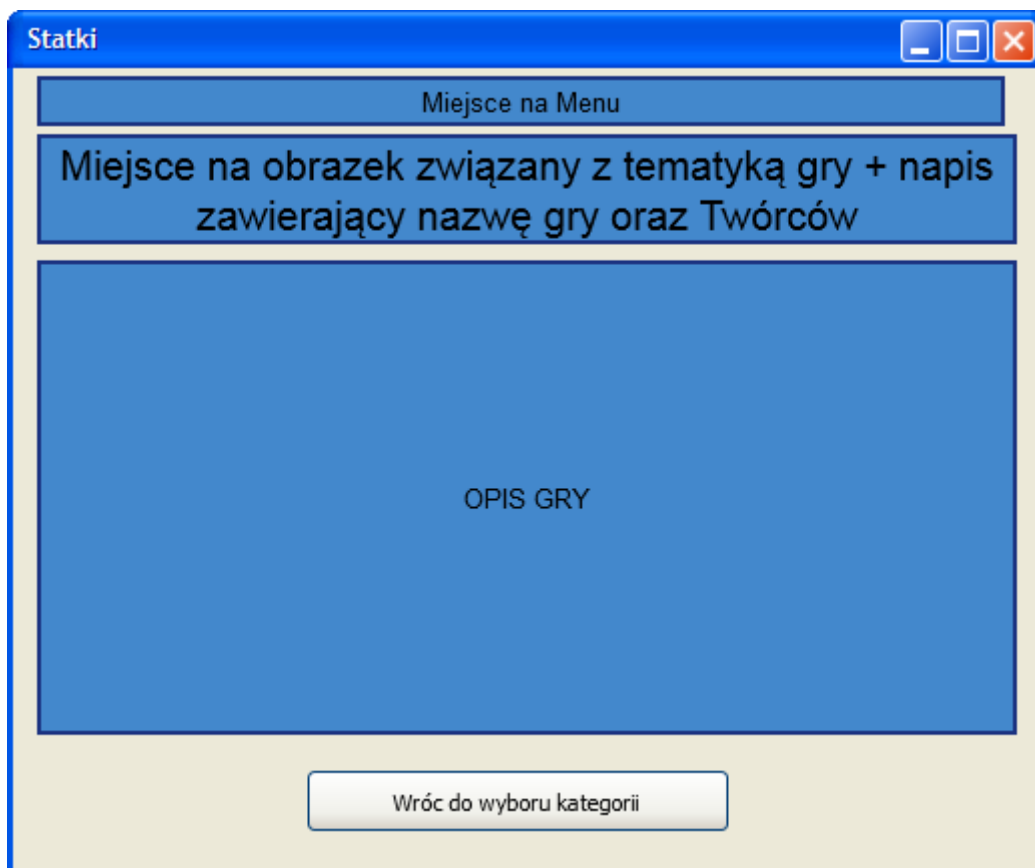 Statki
Miejsce na Menu
Miejsce na obrazek związany z tematyką gry + napis
zawierający nazwę gry oraz Twórców
OPIS GRY
Wróc do wyboru kategorii